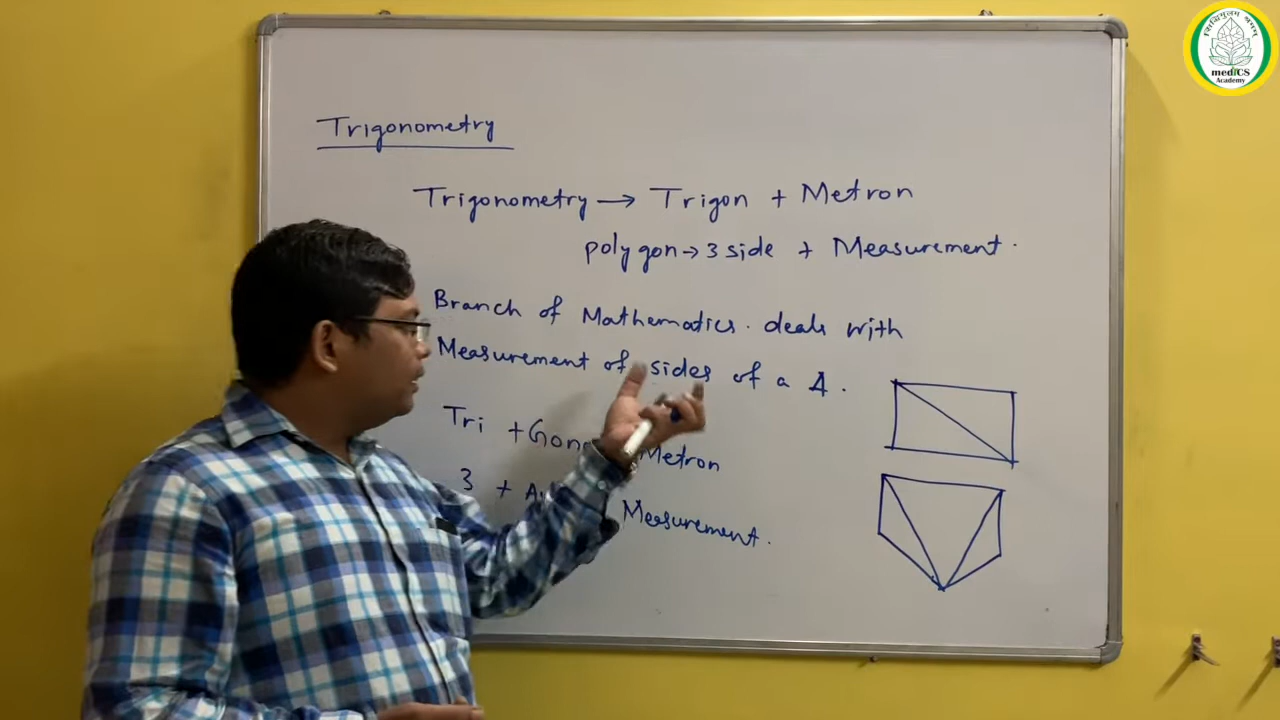 Trigonometry
Trigonometry → Trigon + Metron
polygon → 3 side + Measurement.
Branch of Mathematics. deals with
Measurement of sides of a Δ.
Tri + Gon Metron
3 + Measurement.
mediCS
Academy